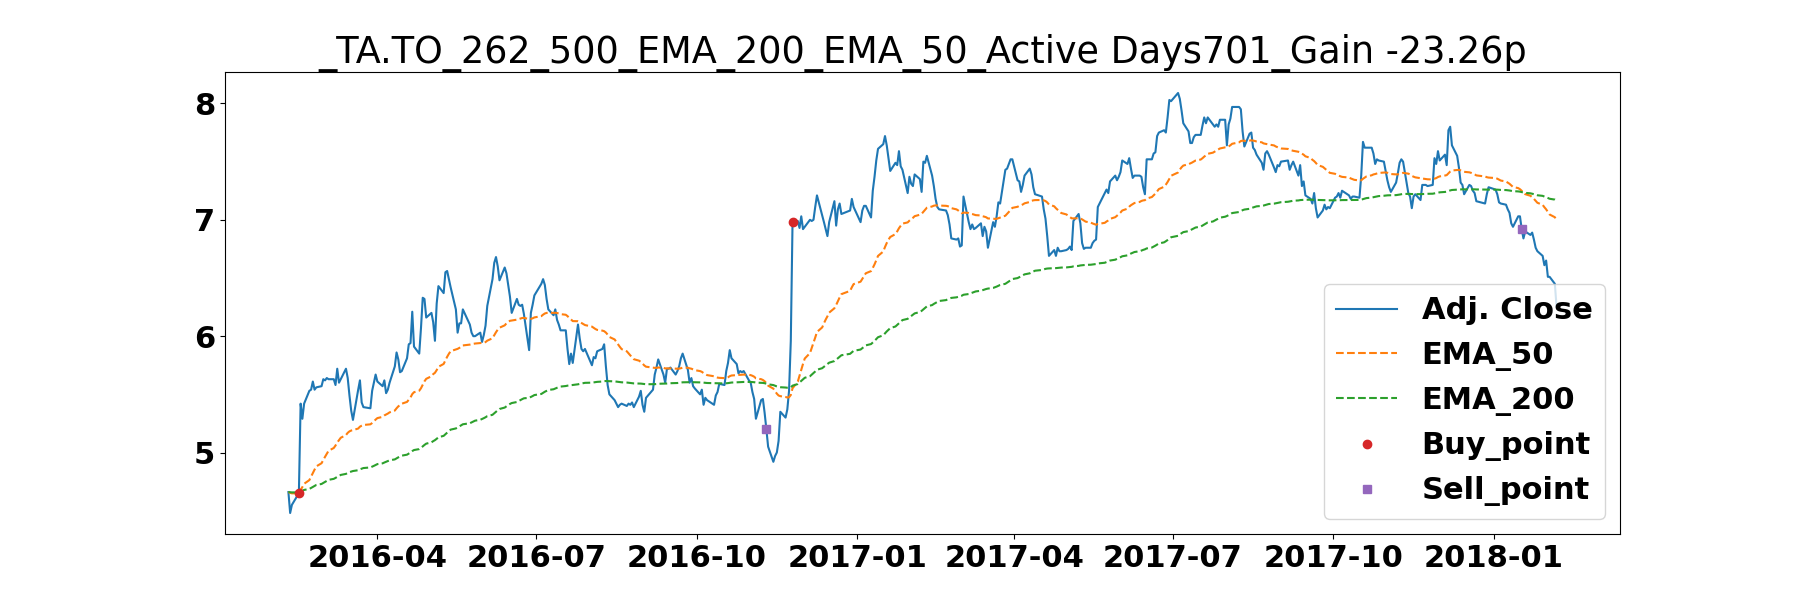 _TA.TO_262_500_EMA_200_EMA_50_Active Days701_Gain -23.26p
8
7
6
5
Adj. Close
EMA_50
EMA_200
Buy_point
Sell_point
2016-04 2016-07 2016-10 2017-01 2017-04 2017-07 2017-10 2018-01